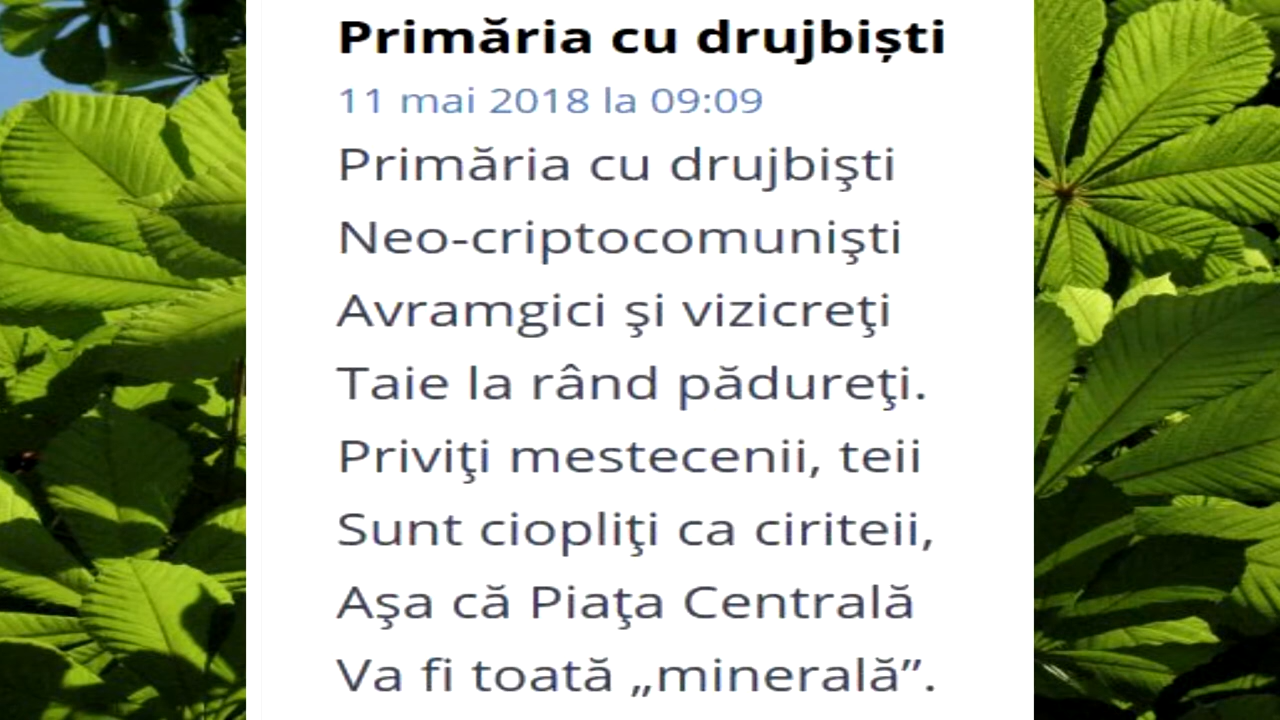 Primăria cu drujbiști
11 mai 2018 la 09:09
Primăria cu drujbişti
Neo-criptocomunişti
Avramgici şi vizicreţi
Taie la rând pădureţi.
Priviţi mestecenii, teii
Sunt ciopliţi ca ciriteii,
Aşa că Piaţa Centrală
Va fi toată „minerală”.